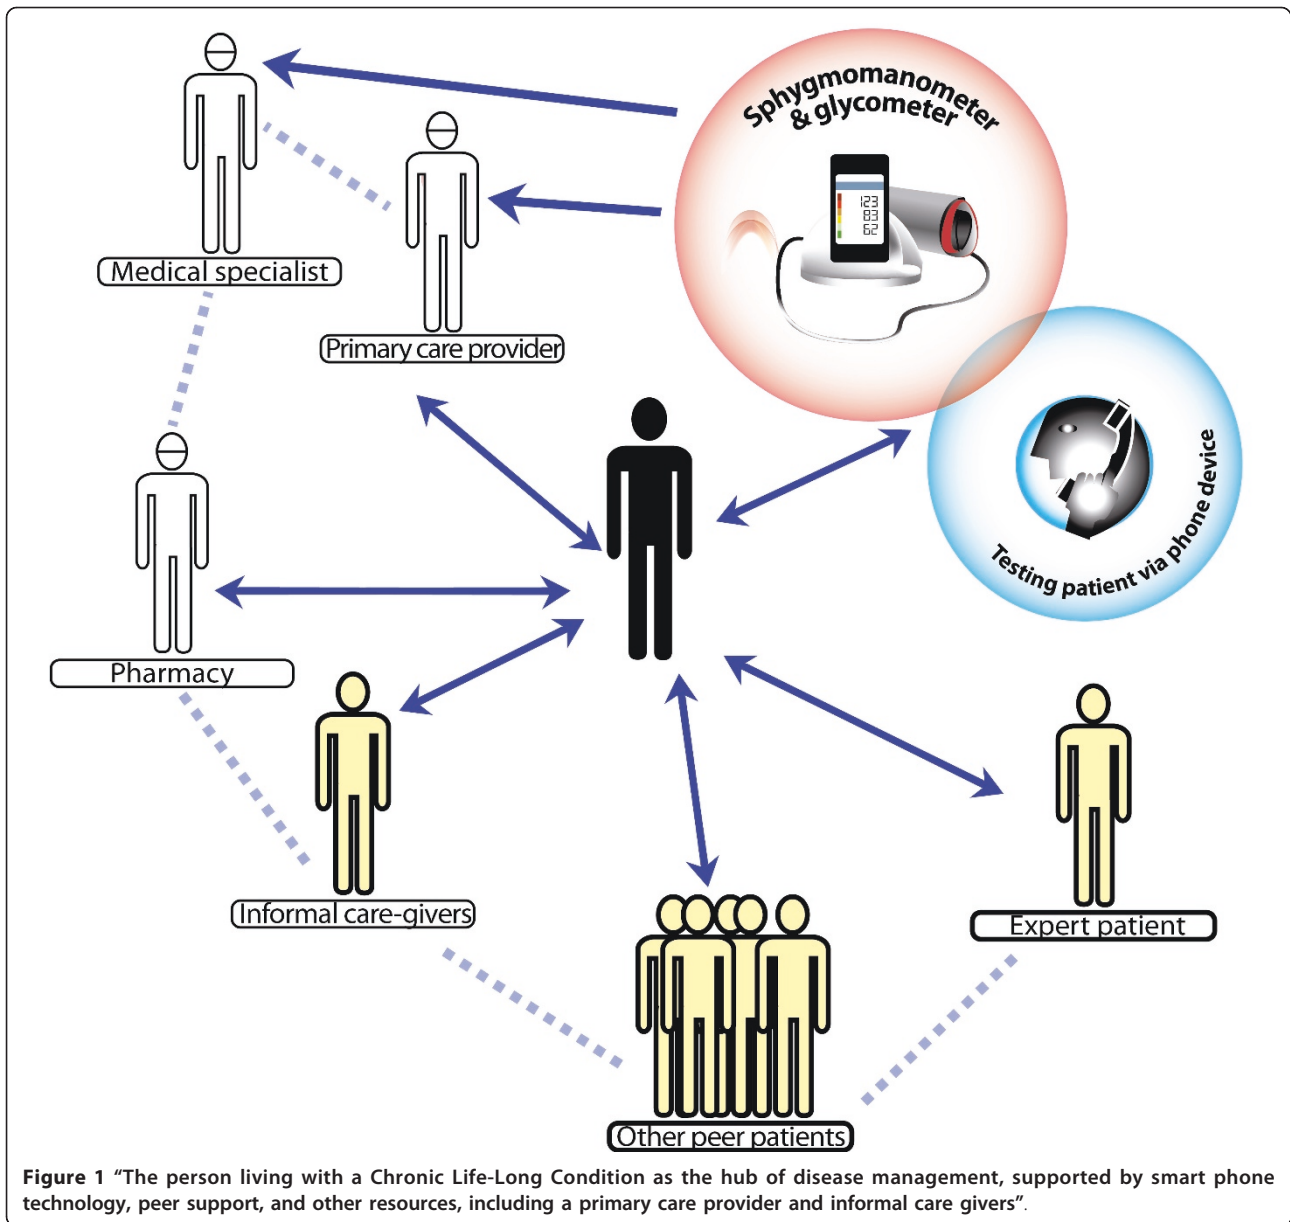 Sphygmomanometer
& glycometer
123
83
62
Medical specialist
Primary care provider
Testing patient via phone device
Pharmacy
Informal care-givers
Expert patient
Other peer patients
Figure 1 “The person living with a Chronic Life-Long Condition as the hub of disease management, supported by smart phone
technology, peer support, and other resources, including a primary care provider and informal care givers”.